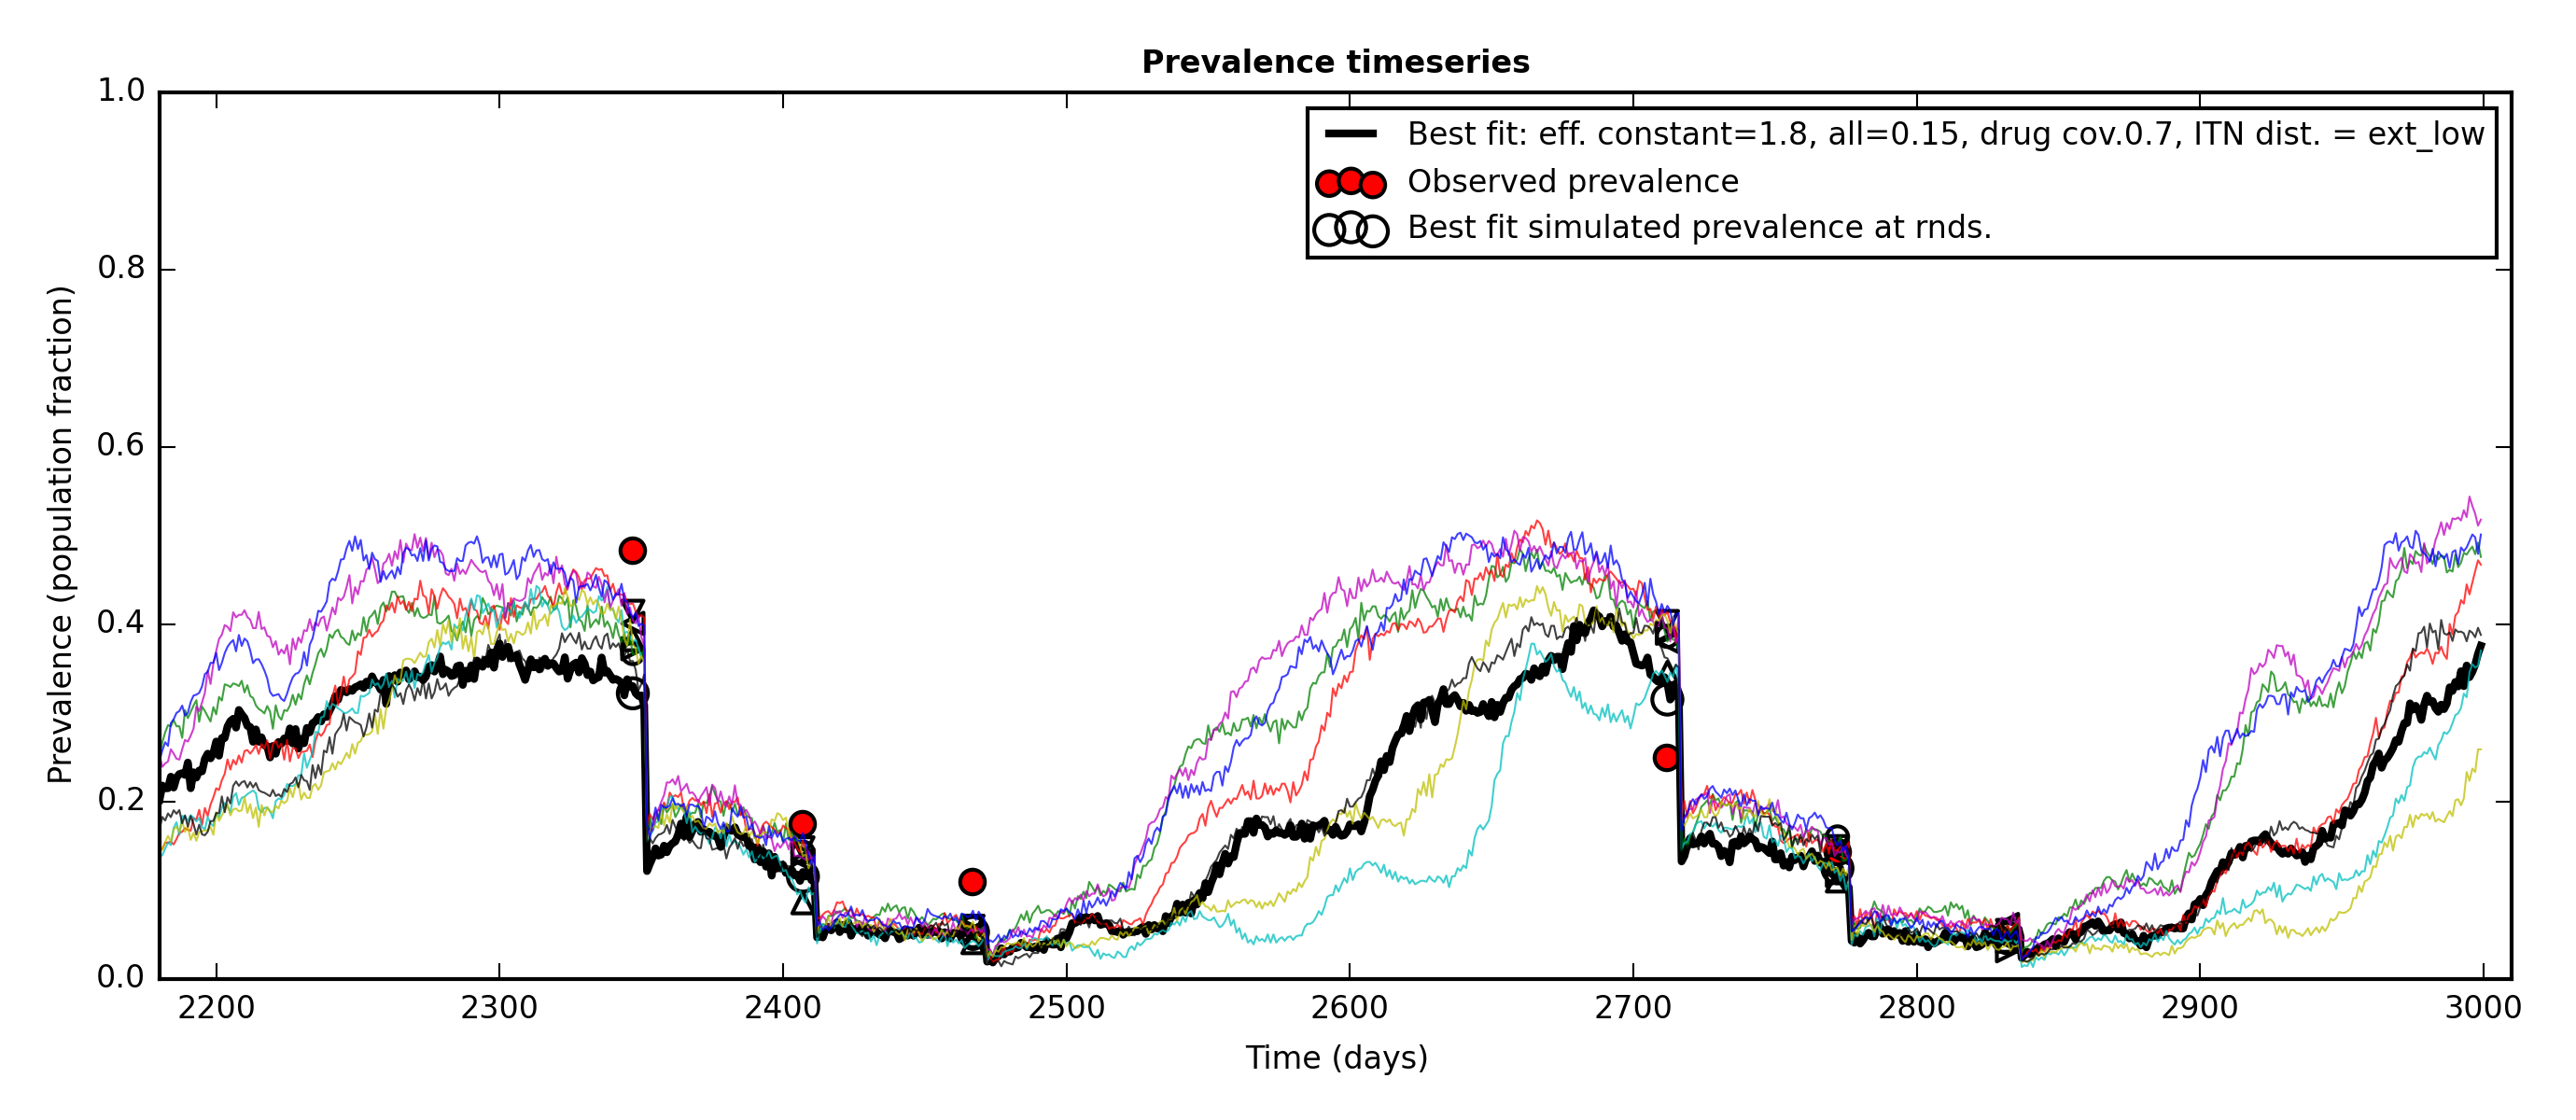 Prevalence timeseries
1.0
0.8
0.6
0.4
0.2
0.0
Prevalence (population fraction)
Best fit: eff. constant=1.8, all=0.15, drug cov.0.7, ITN dist. = ext_low
Observed prevalence
Best fit simulated prevalence at rnds.
2200 2300 2400 2500 2600 2700 2800 2900 3000
Time (days)